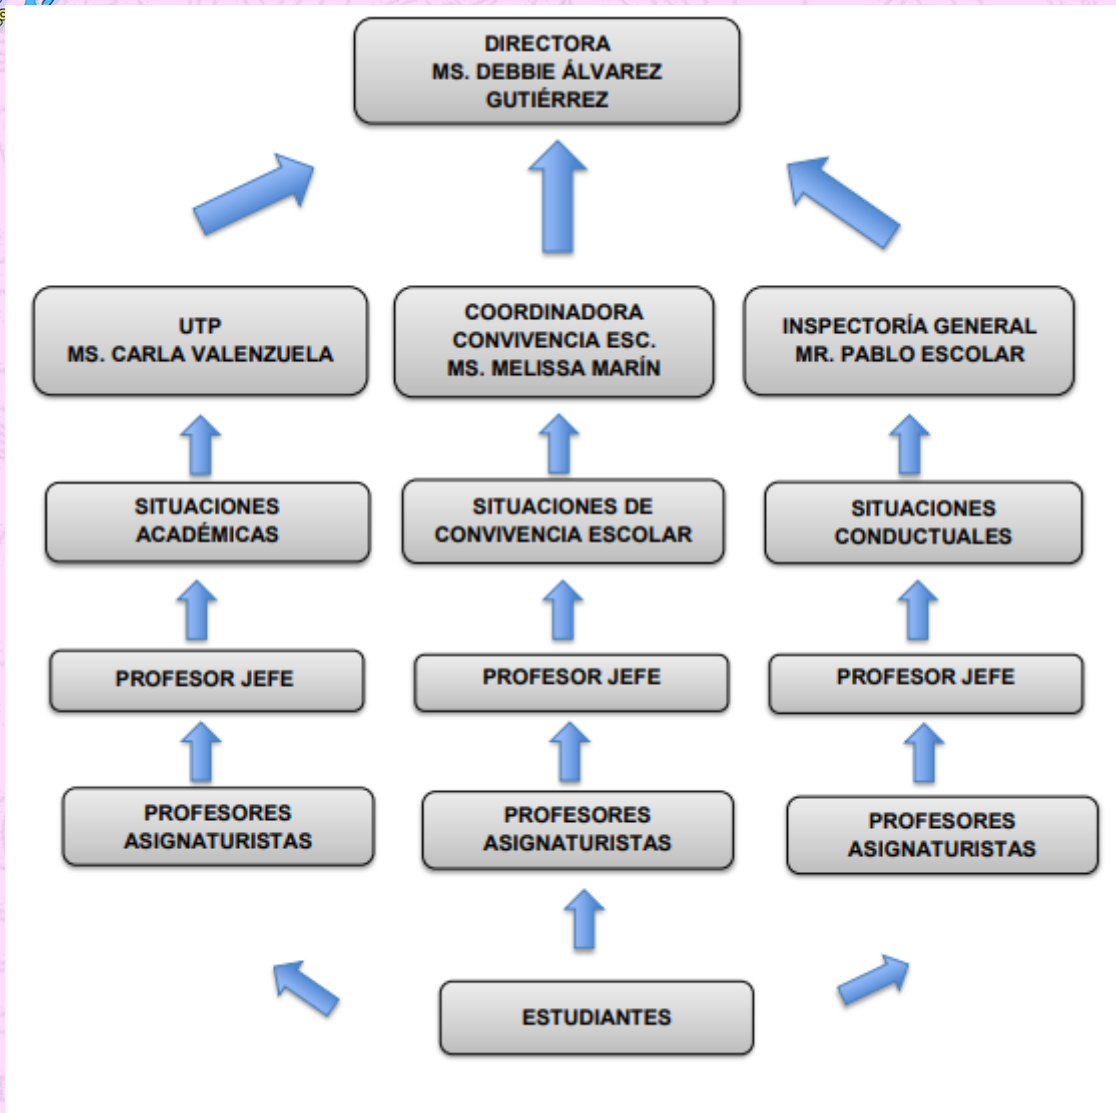 DIRECTORA
MS. DEBBIE ÁLVAREZ
GUTIÉRREZ
UTP
MS. CARLA VALENZUELA
COORDINADORA
CONVIVENCIA ESC.
MS. MELISSA MARÍN
INSPECTORÍA GENERAL
MR. PABLO ESCOLAR
SITUACIONES
ACADÉMICAS
SITUACIONES DE
CONVIVENCIA ESCOLAR
SITUACIONES
CONDUCTUALES
PROFESOR JEFE
PROFESOR JEFE
PROFESOR JEFE
PROFESORES
ASIGNATURISTAS
PROFESORES
ASIGNATURISTAS
PROFESORES
ASIGNATURISTAS
ESTUDIANTES